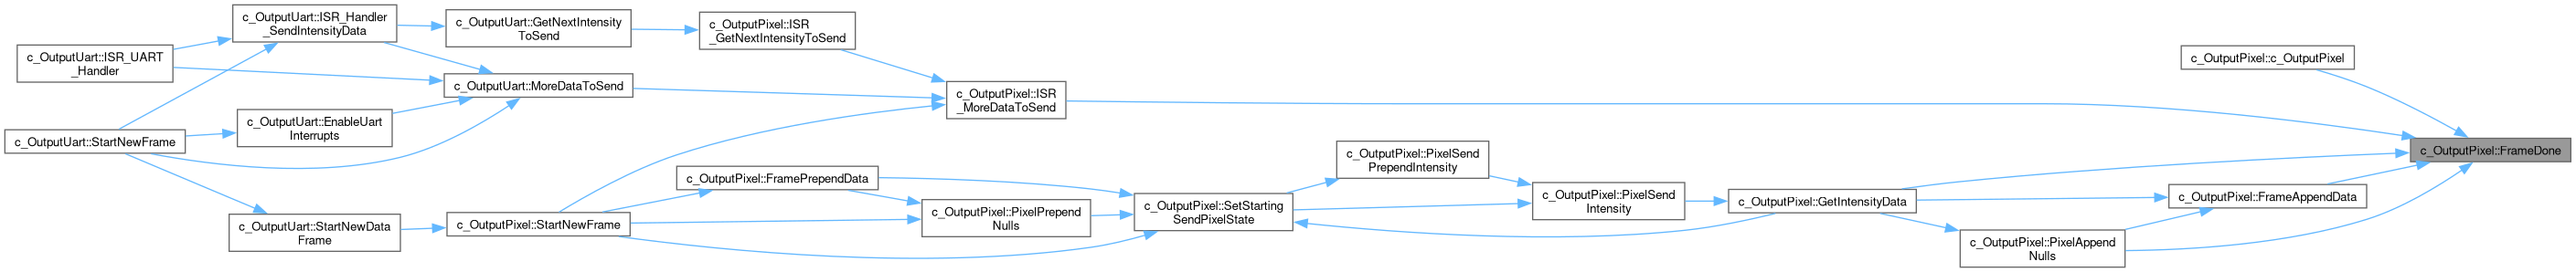 c_OutputUart::ISR_UART
_Handler
c_OutputUart::StartNewFrame
c_OutputUart::ISR_Handler
_SendIntensityData
c_OutputUart::EnableUart
Interrupts
c_OutputUart::StartNewData
Frame
c_OutputUart::GetNextIntensity
ToSend
c_OutputUart::MoreDataToSend
c_OutputPixel::StartNewFrame
c_OutputPixel::ISR
_GetNextIntensityToSend
c_OutputPixel::FramePrependData
c_OutputPixel::ISR
_MoreDataToSend
c_OutputPixel::PixelPrepend
Nulls
c_OutputPixel::SetStarting
SendPixelState
c_OutputPixel::PixelSend
PrependIntensity
c_OutputPixel::PixelSend
Intensity
c_OutputPixel::GetIntensityData
c_OutputPixel::c_OutputPixel
c_OutputPixel::FrameAppendData
c_OutputPixel::PixelAppend
Nulls
c_OutputPixel::FrameDone